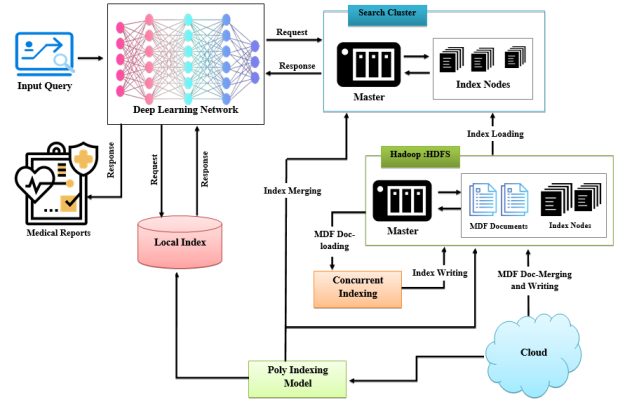 Search Cluster
Request
Response
Input Query
Deep Learning Network
Master
Index Nodes
Response
Request
Response
Index Merging
Index Loading
Hadoop :HDFS
Medical Reports
Local Index
Master
MDF Documents
Index Nodes
MDF Doc-
loading
Concurrent
Indexing
Index Writing
MDF Doc-Merging
and Writing
Poly Indexing
Model
Cloud